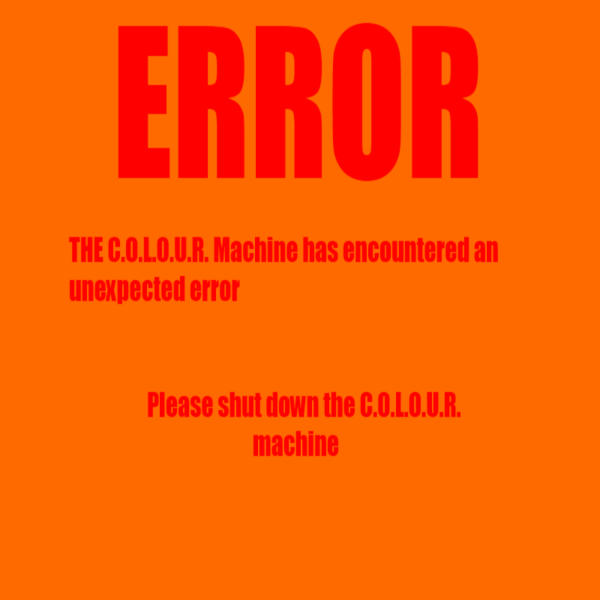 ERROR
THE C.O.L.O.U.R. Machine has encountered an
unexpected error
Please shut down the C.O.L.O.U.R.
machine